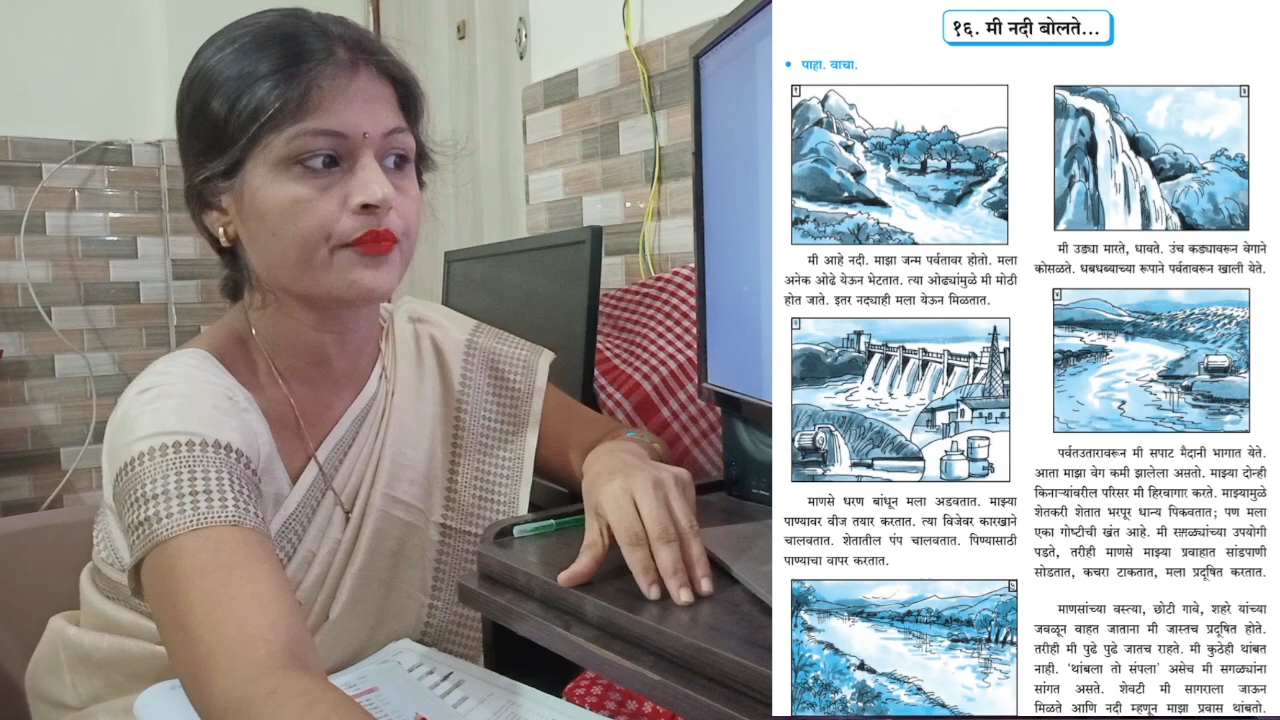 १६. मी नदी बोलते...
• पाहा. वाचा.
१
मी आहे नदी. माझा जन्म पर्वतावर होतो. मला
अनेक ओढे येऊन भेटतात. त्या ओढ्यांमुळे मी मोठी
होत जाते. इतर नद्याही मला येऊन मिळतात.
२
माणसे धरण बांधून मला अडवतात. माझ्या
पाण्यावर वीज तयार करतात. त्या विजेवर कारखाने
चालवतात. शेतातील पंप चालवतात. पिण्यासाठी
पाण्याचा वापर करतात.
३
मी उड्या मारते, धावते. उंच कड्यावरून वेगाने
कोसळते. धबधब्याच्या रूपाने पर्वतावरून खाली येते.
४
पर्वतउतारावरून मी सपाट मैदानी भागात येते.
आता माझा वेग कमी झालेला असतो. माझ्या दोन्ही
किनाऱ्यांवरील परिसर मी हिरवागार करते. माझ्यामुळे
शेतकरी शेतात भरपूर धान्य पिकवतात; पण मला
एका गोष्टीची खंत आहे. मी सगळ्यांच्या उपयोगी
पडते, तरीही माणसे माझ्या प्रवाहात सांडपाणी
सोडतात, कचरा टाकतात, मला प्रदूषित करतात.
५
माणसांच्या वस्त्या, छोटी गावे, शहरे यांच्या
जवळून वाहत जाताना मी जास्तच प्रदूषित होते.
तरीही मी पुढे पुढे जातच राहते. मी कुठेही थांबत
नाही. ‘थांबला तो संपला’ असेच मी सगळ्यांना
सांगत असते. शेवटी मी सागराला जाऊन
मिळते आणि नदी म्हणून माझा प्रवास थांबतो.